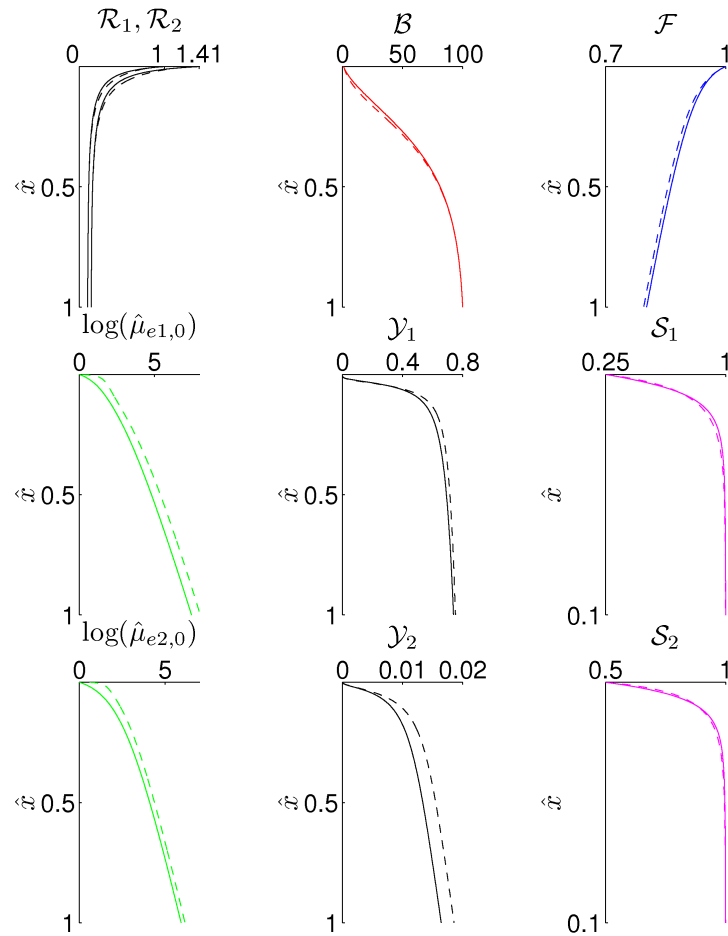 ℛ₁, ℛ₂
0 1 1.41
x̂ 0.5
1
ℬ
0 50 100
x̂ 0.5
1
ℱ
0.7 1
x̂ 0.5
1
log(μ̂ₑ₁,₀)
0 5
x̂ 0.5
1
𝒴₁
0 0.4 0.8
x̂ 0.5
1
𝒮₁
0.25 1
x̂
0.1
log(μ̂ₑ₂,₀)
0 5
x̂ 0.5
1
𝒴₂
0 0.01 0.02
x̂ 0.5
1
𝒮₂
0.5 1
x̂
0.1